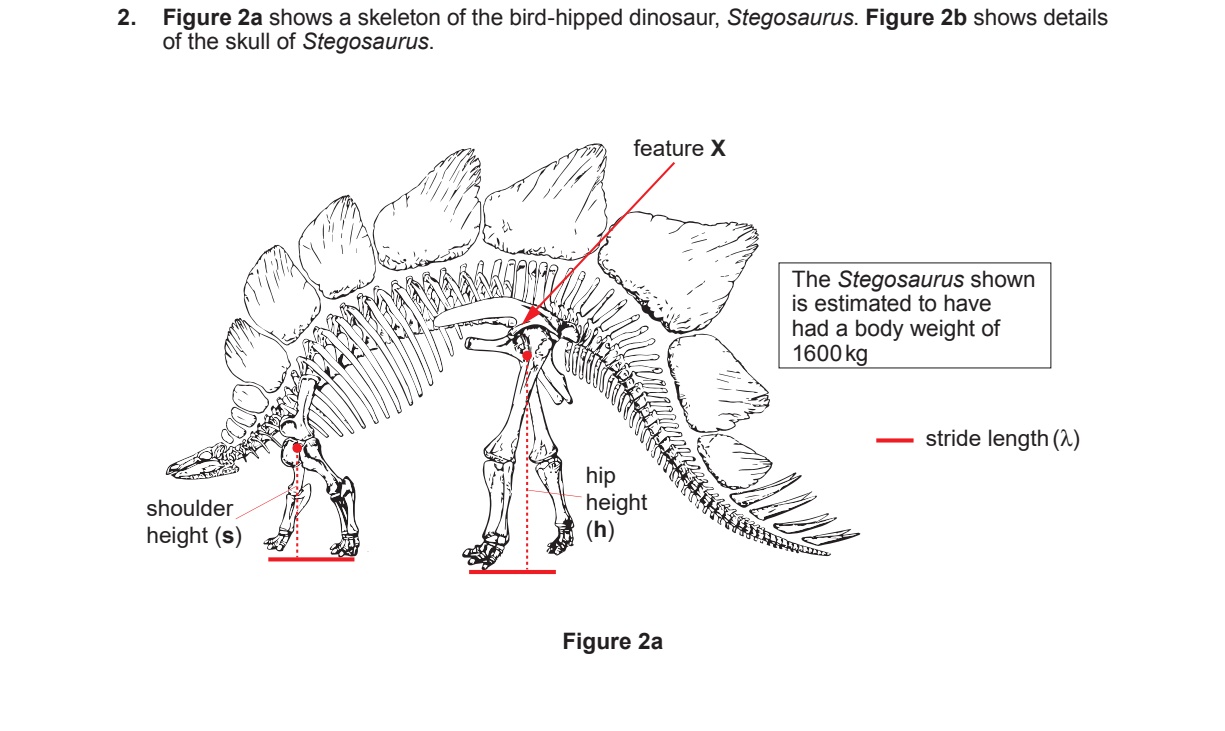 2. Figure 2a shows a skeleton of the bird-hipped dinosaur, Stegosaurus. Figure 2b shows details
of the skull of Stegosaurus.
feature X
The Stegosaurus shown
is estimated to have
had a body weight of
1600 kg
stride length (λ)
shoulder
height (s)
hip
height
(h)
Figure 2a